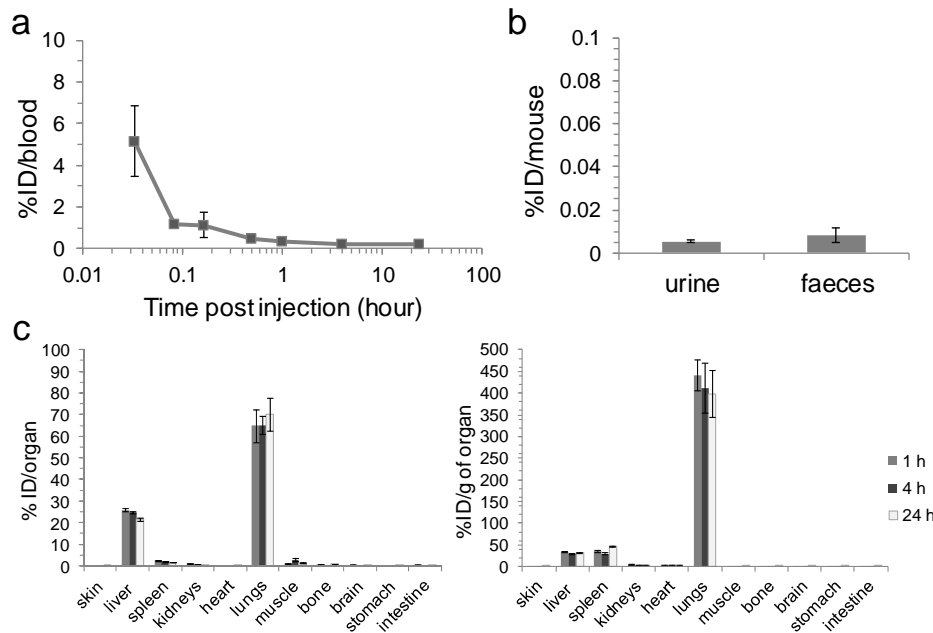 a
b
10
8
6
4
2
0
%ID/blood
0.01
0.1
1
10
100
Time post injection (hour)
0.1
0.08
0.06
0.04
0.02
0
%ID/mouse
urine
faeces
c
100
90
80
70
60
50
40
30
20
10
0
% ID/organ
skin
liver
spleen
kidneys
heart
lungs
muscle
bone
brain
stomach
intestine
500
450
400
350
300
250
200
150
100
50
0
%ID/g of organ
skin
liver
spleen
kidneys
heart
lungs
muscle
bone
brain
stomach
intestine
1 h
4 h
24 h